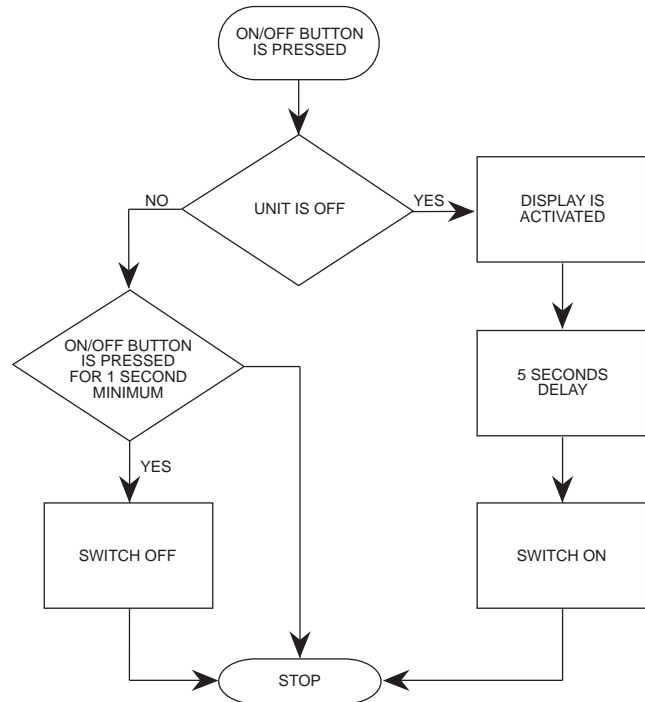 ON/OFF BUTTON
IS PRESSED
UNIT IS OFF
NO
YES
DISPLAY IS
ACTIVATED
ON/OFF BUTTON
IS PRESSED
FOR 1 SECOND
MINIMUM
5 SECONDS
DELAY
YES
SWITCH OFF
SWITCH ON
STOP